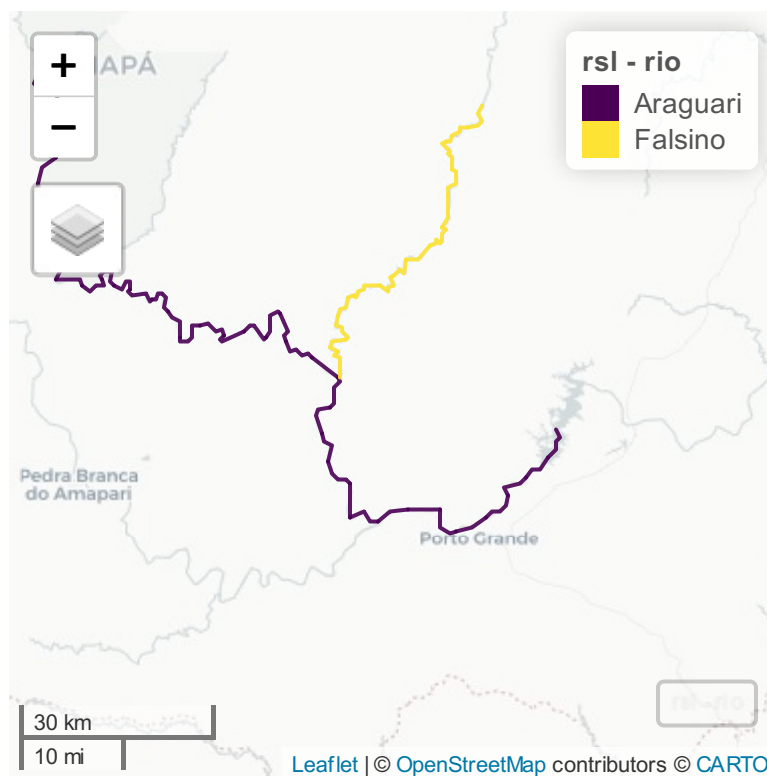 +
−
APÁ
rsl - rio
Araguari
Falsino
Pedra Branca
do Amapari
Porto Grande
rsl - rio
30 km
10 mi
Leaflet | © OpenStreetMap contributors © CARTO